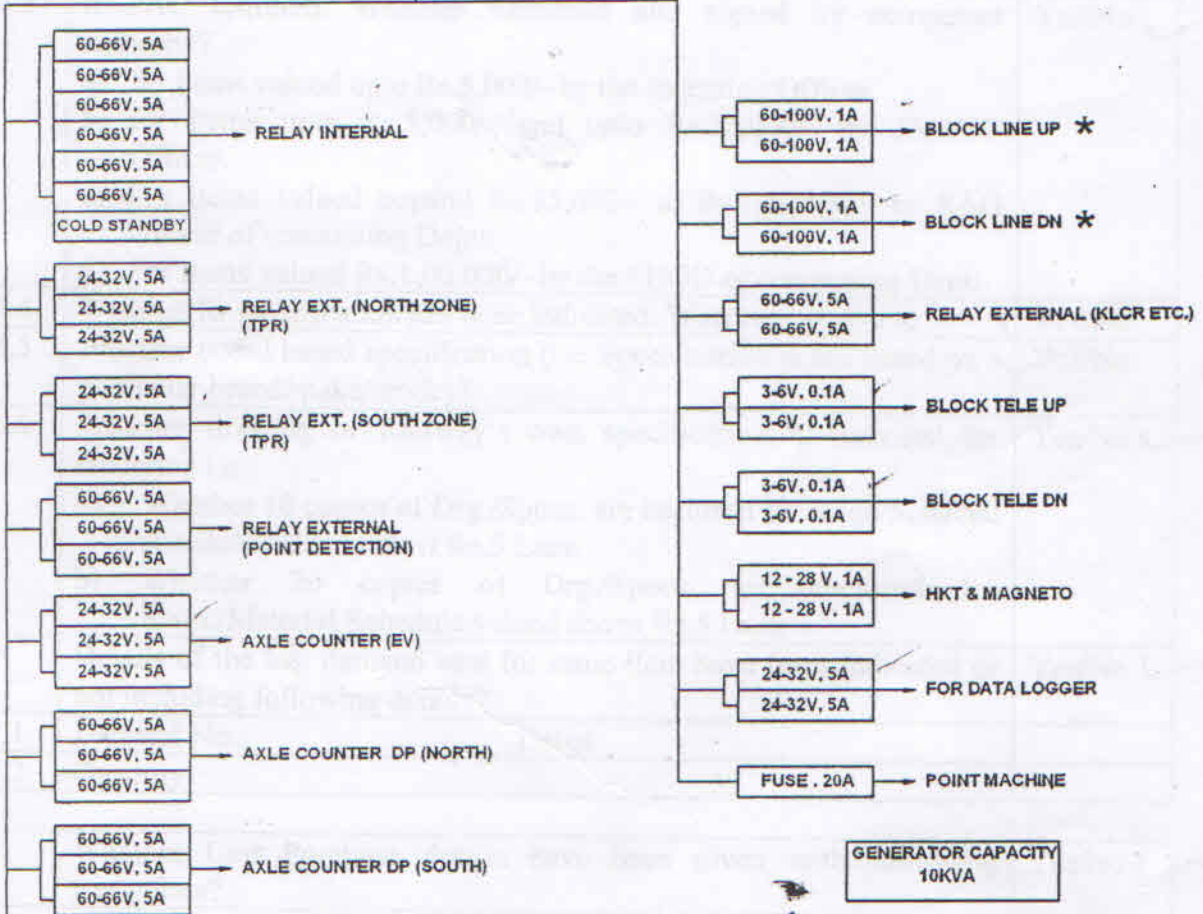 60-66V, 5A
60-66V, 5A
60-66V, 5A
60-66V, 5A
60-66V, 5A
60-66V, 5A
60-66V, 5A
COLD STANDBY
RELAY INTERNAL
24-32V, 5A
24-32V, 5A
24-32V, 5A
RELAY EXT. (NORTH ZONE)
(TPR)
24-32V, 5A
24-32V, 5A
24-32V, 5A
RELAY EXT. (SOUTH ZONE)
(TPR)
60-66V, 5A
60-66V, 5A
60-66V, 5A
RELAY EXTERNAL
(POINT DETECTION)
24-32V, 5A
24-32V, 5A
24-32V, 5A
AXLE COUNTER (EV)
60-66V, 5A
60-66V, 5A
60-66V, 5A
AXLE COUNTER DP (NORTH)
60-66V, 5A
60-66V, 5A
60-66V, 5A
AXLE COUNTER DP (SOUTH)
60-100V. 1A
60-100V, 1A
BLOCK LINE UP *
60-100V, 1A
60-100V, 1A
BLOCK LINE DN *
60-66V, 5A
60-66V, 5A
RELAY EXTERNAL (KLCR ETC.)
3-6V, 0.1A
3-6V, 0.1A
BLOCK TELE UP
3-6V, 0.1A
3-6V, 0.1A
BLOCK TELE DN
12 - 28 V, 1A
12 - 28 V, 1A
HKT & MAGNETO
24-32V, 5A
24-32V, 5A
FOR DATA LOGGER
FUSE . 20A
POINT MACHINE
GENERATOR CAPACITY
10KVA